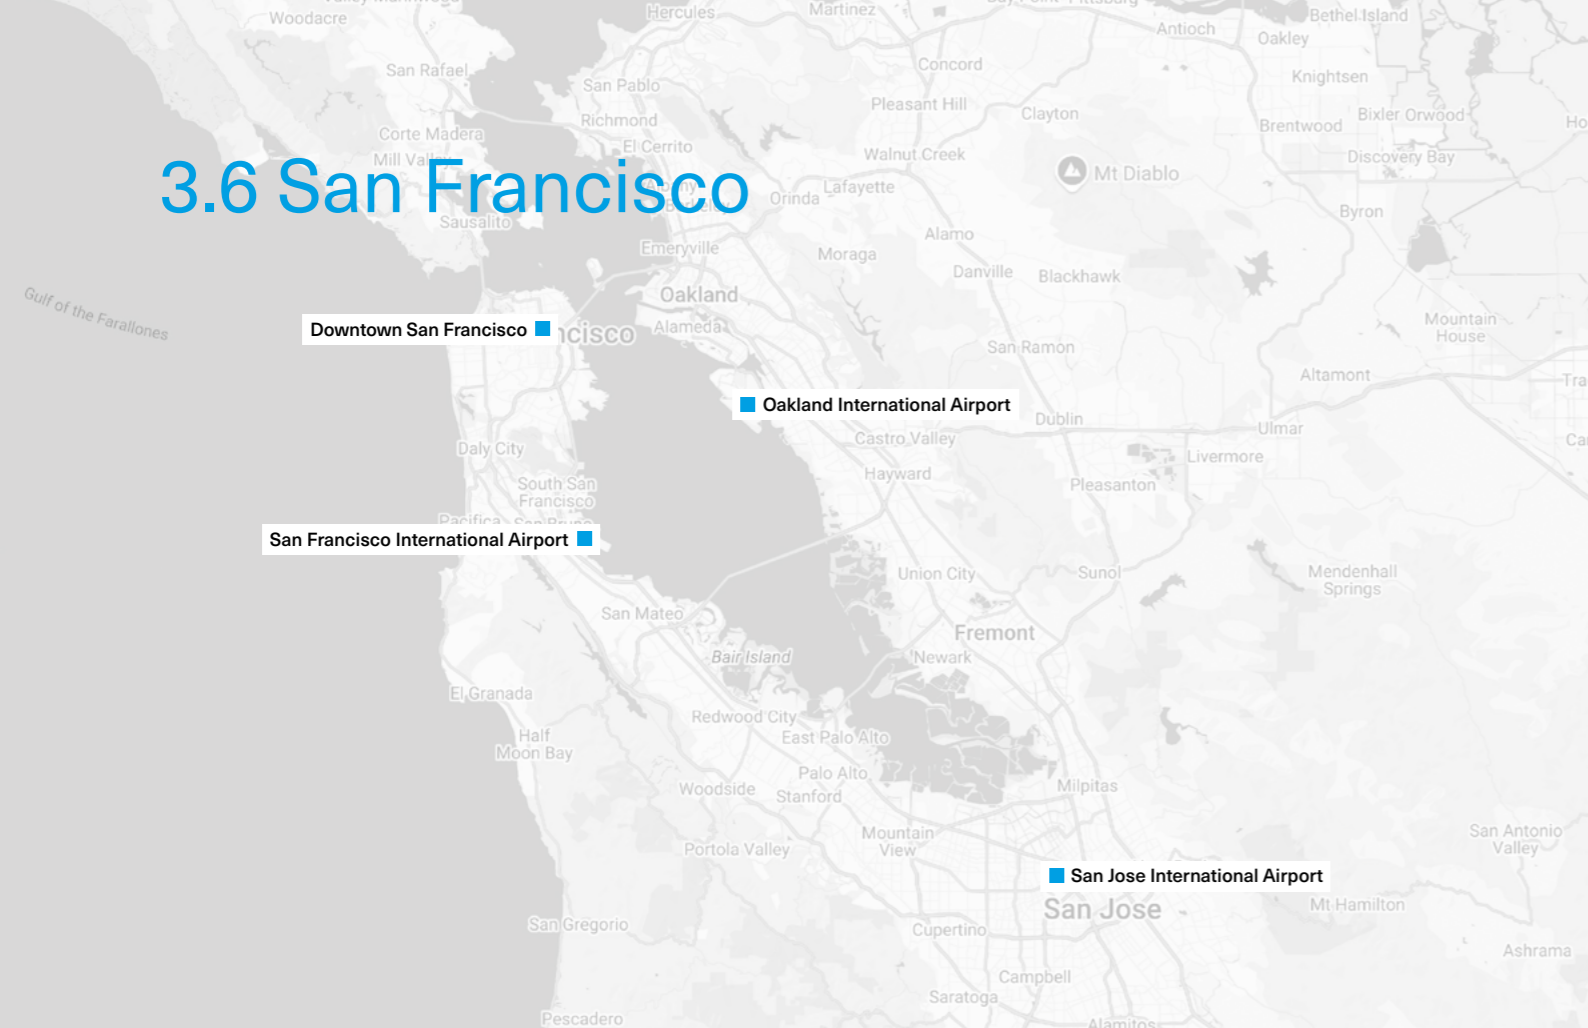 Woodacre
Hercules
Martinez
Bethel Island
Antioch
Oakley
San Rafael
San Pablo
Concord
Knightsen
Richmond
Pleasant Hill
Clayton
Bixler Orwood
Brentwood
Corte Madera
El Cerrito
Walnut Creek
Discovery Bay
Mill Valley
3.6 San Francisco
Mt Diablo
Orinda
Lafayette
Byron
Sausalito
Alamo
Emeryville
Moraga
Danville
Blackhawk
Oakland
Gulf of the Farallones
Downtown San Francisco
Alameda
Mountain
House
San Ramon
Altamont
Oakland International Airport
Dublin
Ulmar
Castro Valley
Daly City
Livermore
Hayward
Pleasanton
South San
Francisco
Pacifica
San Francisco International Airport
Union City
Sunol
Mendenhall
Springs
San Mateo
Fremont
Bair Island
Newark
El Granada
Redwood City
East Palo Alto
Half
Moon Bay
Palo Alto
Milpitas
Woodside
Stanford
Mountain
View
San Antonio
Valley
Portola Valley
San Jose International Airport
Mt Hamilton
San Jose
San Gregorio
Cupertino
Ashrama
Campbell
Saratoga
Pescadero
Alamitos